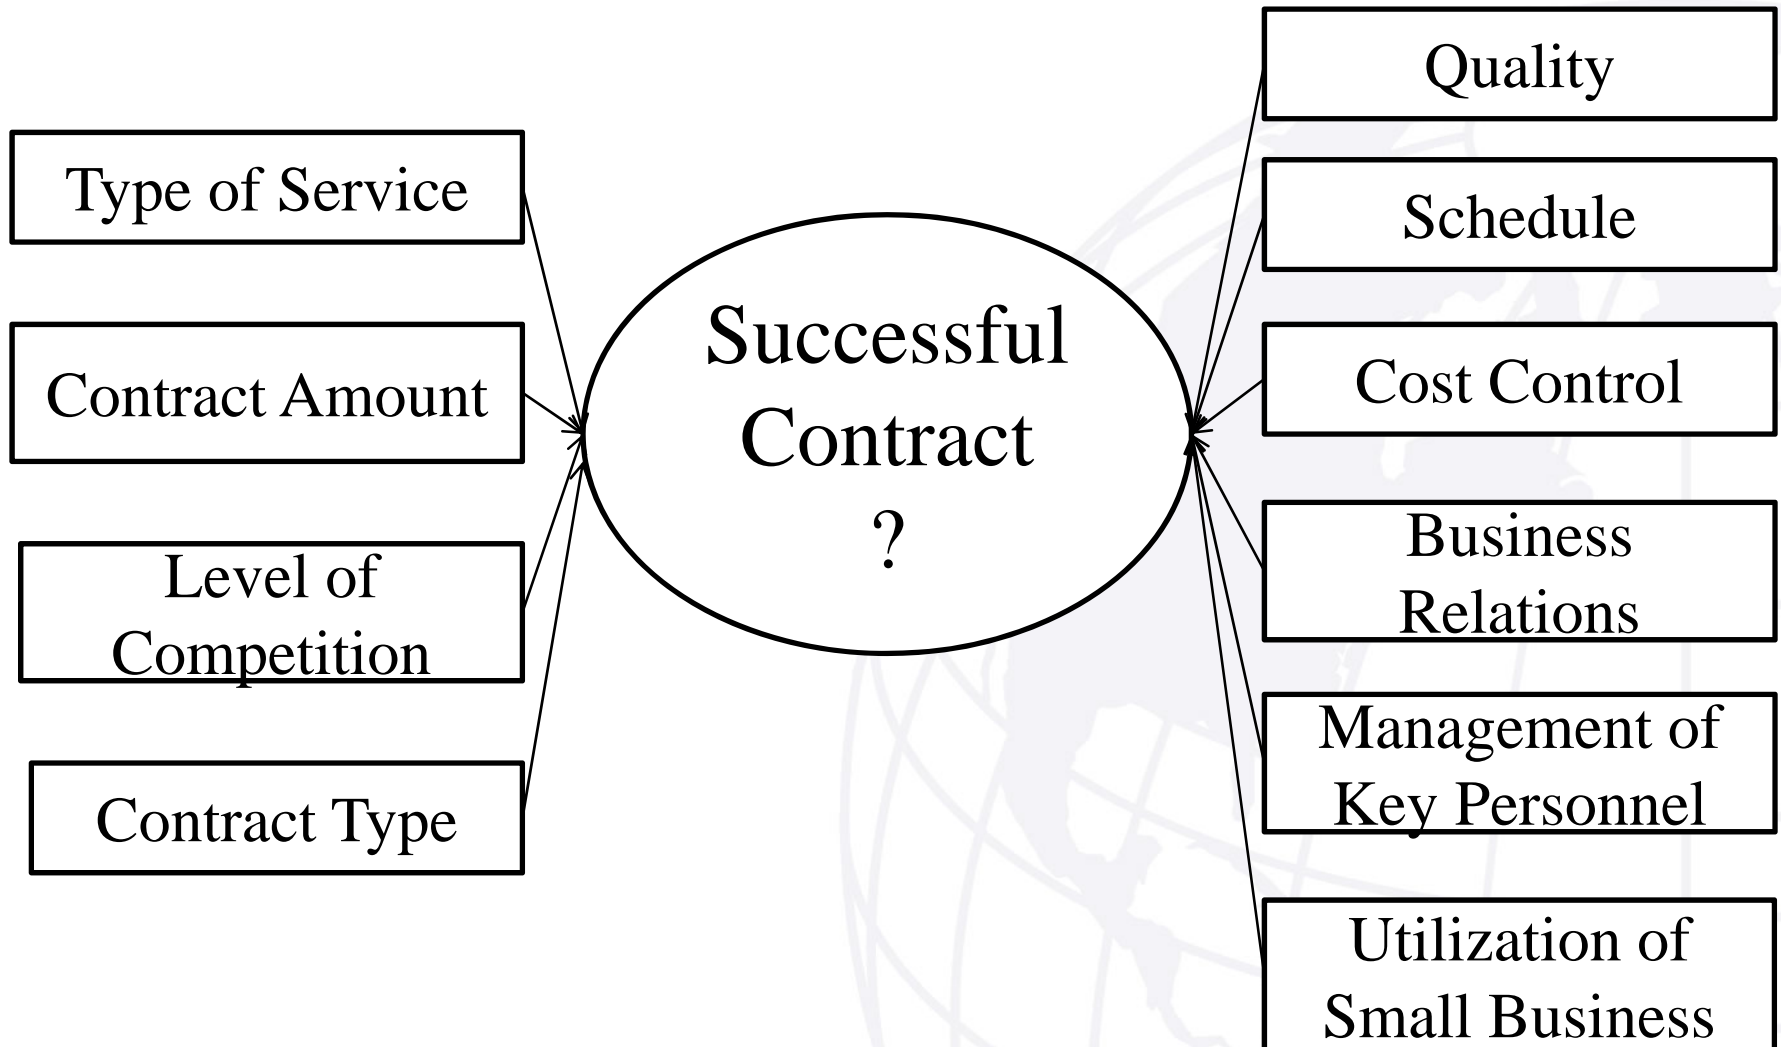 Type of Service
Contract Amount
Level of
Competition
Contract Type
Successful
Contract
?
Quality
Schedule
Cost Control
Business
Relations
Management of
Key Personnel
Utilization of
Small Business